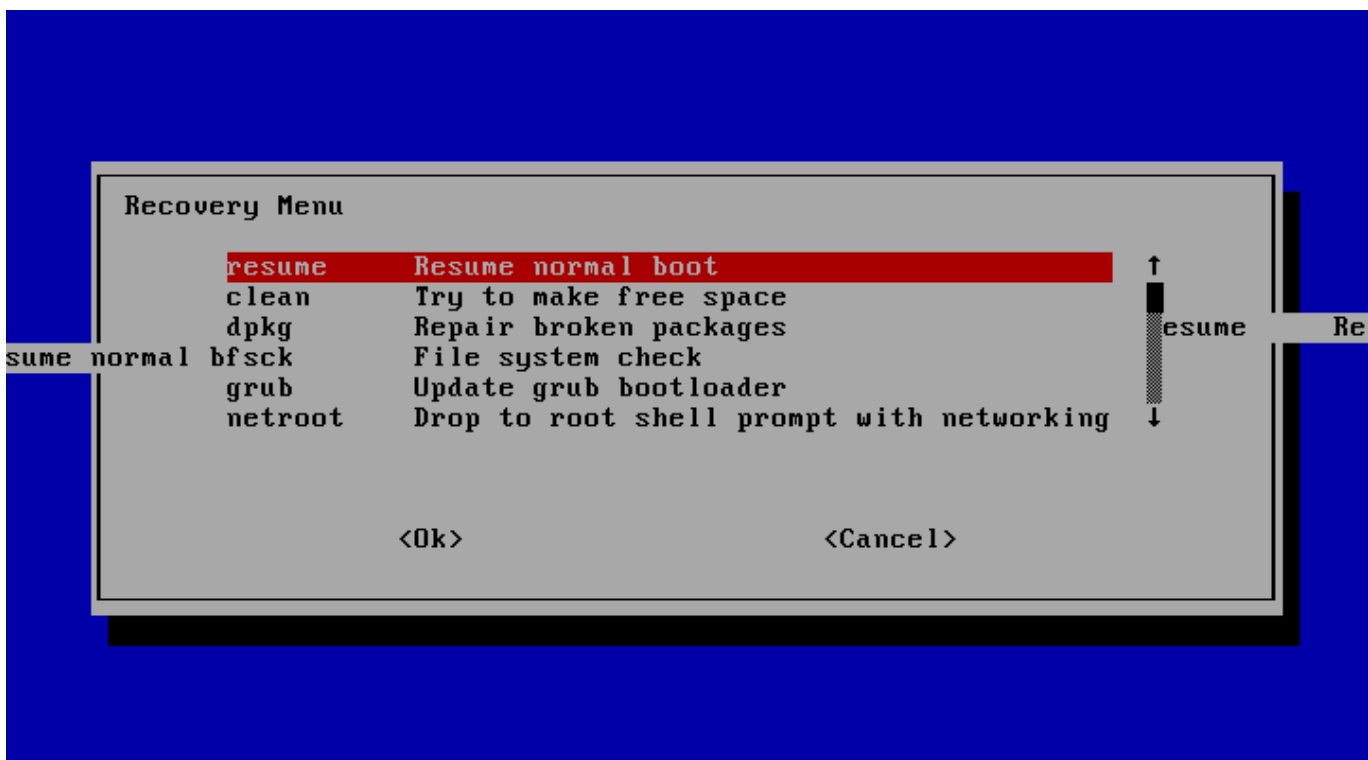 Recovery Menu
resume Resume normal boot ↑
clean Try to make free space
dpkg Repair broken packages esume Re
sume normal bfsck File system check
grub Update grub bootloader
netroot Drop to root shell prompt with networking ↓
<Ok> <Cancel>